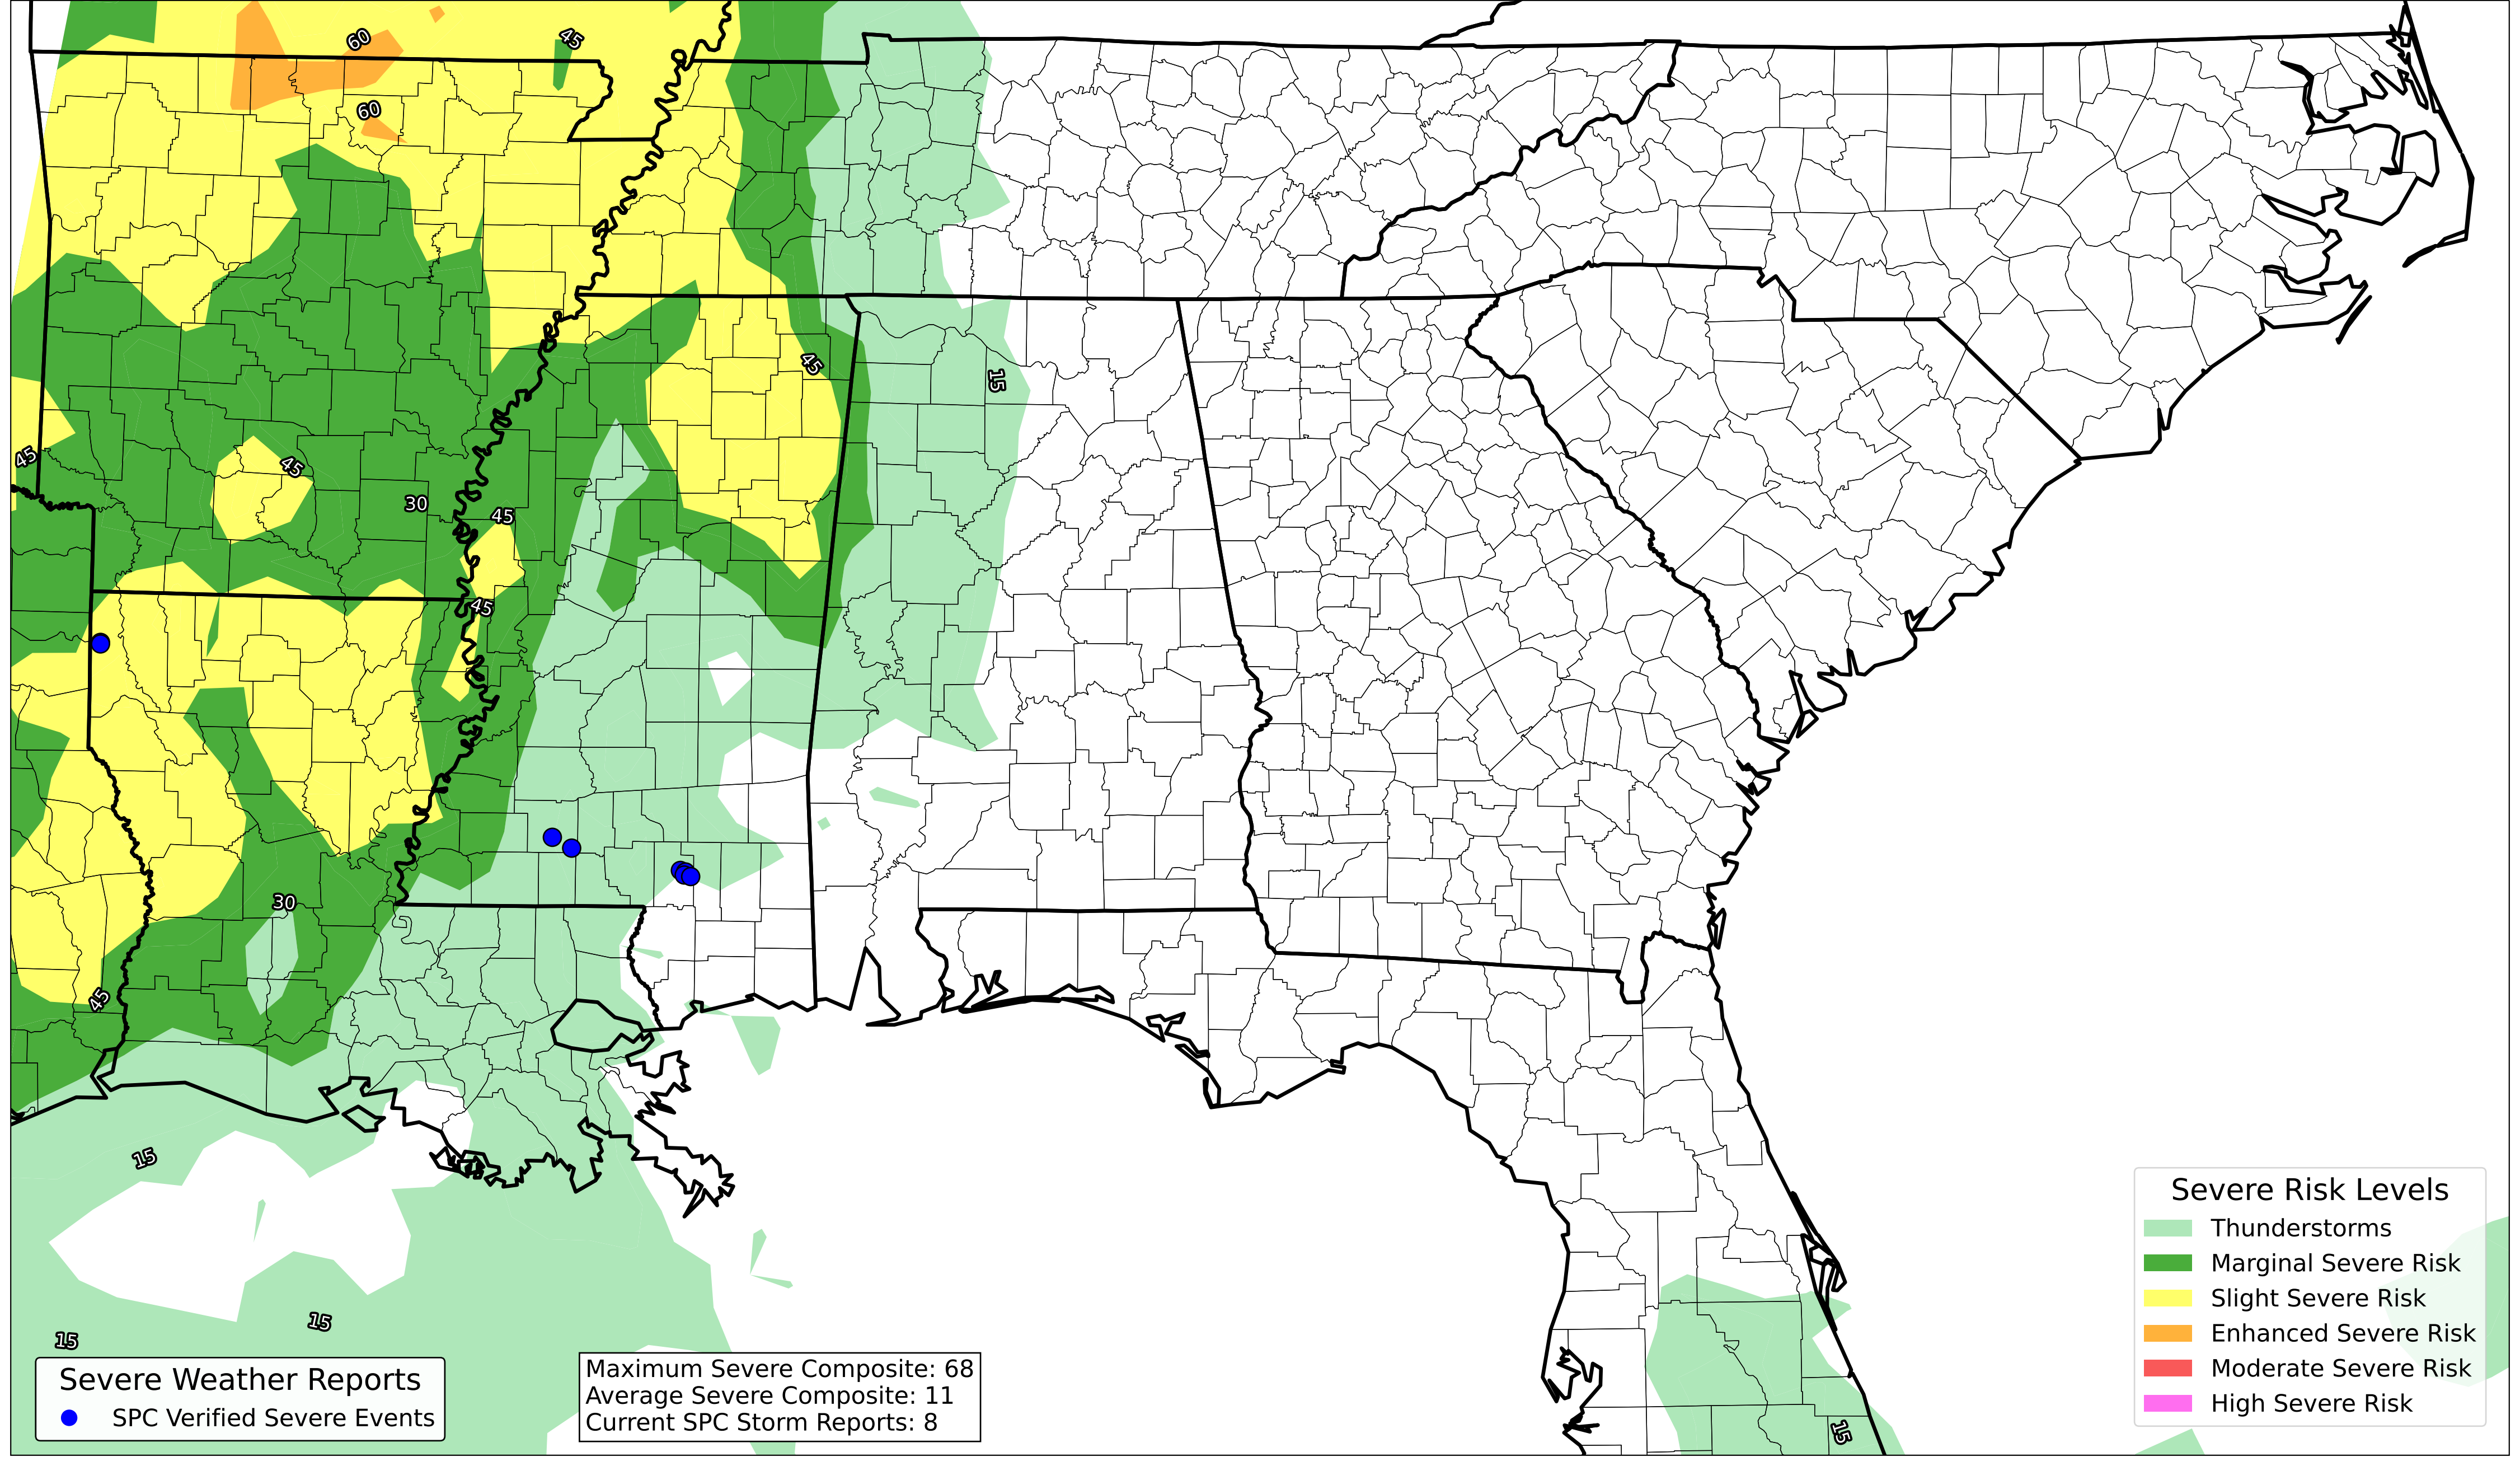 60
45
60
45
15
45
45
30
45
45
30
45
15
15
15
15
Severe Risk Levels
Thunderstorms
Marginal Severe Risk
Slight Severe Risk
Enhanced Severe Risk
Moderate Severe Risk
High Severe Risk
Severe Weather Reports
SPC Verified Severe Events
Maximum Severe Composite: 68
Average Severe Composite: 11
Current SPC Storm Reports: 8